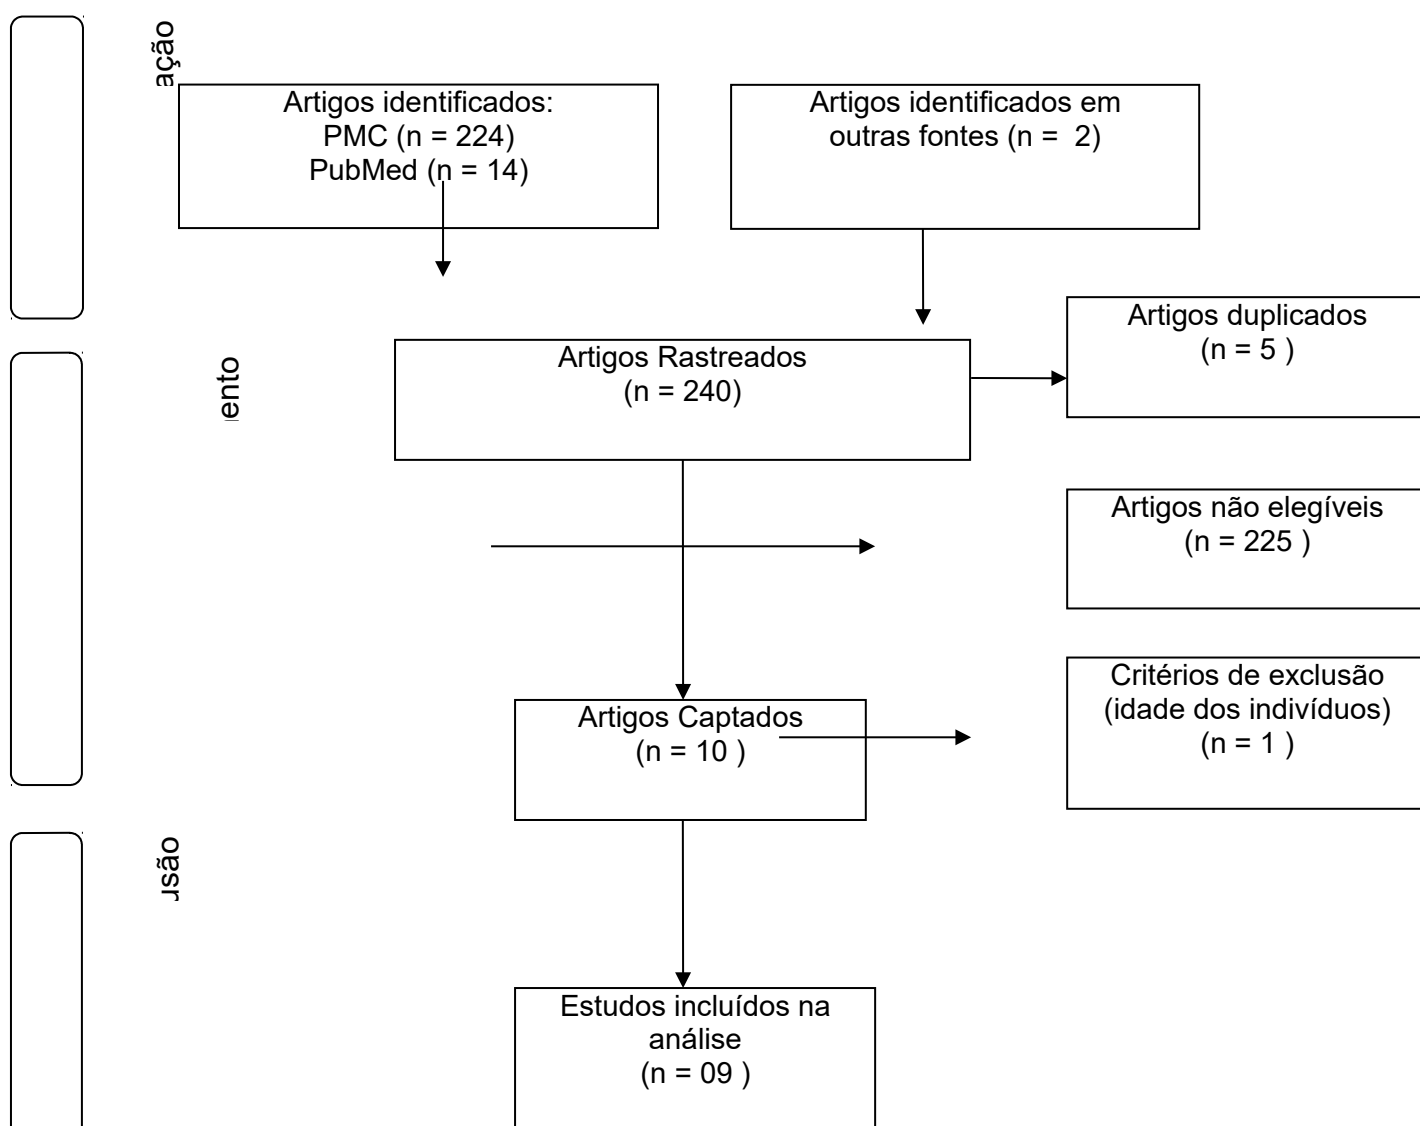 ação
Artigos identificados:
PMC (n = 224)
PubMed (n = 14)
Artigos identificados em
outras fontes (n =  2)
Artigos duplicados
(n = 5 )
Artigos Rastreados
(n = 240)
ento
Artigos não elegíveis
(n = 225 )
Critérios de exclusão
(idade dos indivíduos)
(n = 1 )
Artigos Captados
(n = 10 )
usão
Estudos incluídos na
análise
(n = 09 )